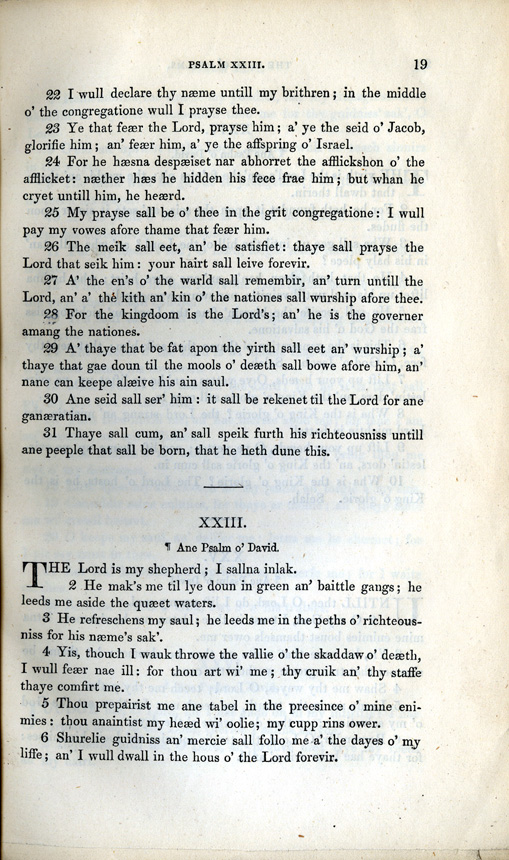 PSALM XXIII. 19
22 I wull declare thy næme untill my brithren; in the middle
o' the congregatione wull I prayse thee.
23 Ye that feær the Lord, prayse him; a' ye the seid o' Jacob,
glorifie him; an' feær him, a' ye the affspring o' Israel.
24 For he hæsna despæiset nar abhorret the afflickshon o' the
afflicket: næther hæs he hidden his fece frae him; but whan he
cryet untill him, he heærd.
25 My prayse sall be o' thee in the grit congregatione: I wull
pay my vowes afore thame that feær him.
26 The meik sall eet, an' be satisfiet: thaye sall prayse the
Lord that seik him: your hairt sall leive forevir.
27 A' the en's o' the warld sall remembir, an' turn untill the
Lord, an' a' the kith an' kin o' the nationes sall wurship afore thee.
28 For the kingdoom is the Lord's; an' he is the governer
amang the nationes.
29 A' thaye that be fat apon the yirth sall eet an' wurship; a'
thaye that gae doun til the mools o' deæth sall bowe afore him, an'
nane can keepe alæive his ain saul.
30 Ane seid sall ser' him: it sall be rekenet til the Lord for ane
ganæratian.
31 Thaye sall cum, an' sall speik furth his richteousniss untill
ane peeple that sall be born, that he heth dune this.
XXIII.
¶ Ane Psalm o' David.
THE Lord is my shepherd; I sallna inlak.
2 He mak's me til lye doun in green an' baittle gangs; he
leeds me aside the quæet waters.
3 He refreschens my saul; he leeds me in the peths o' richteous-
niss for his næme's sak'.
4 Yis, thouch I wauk throwe the vallie o' the skaddaw o' deæth,
I wull feær nae ill: for thou art wi' me; thy cruik an' thy staffe
thaye comfirt me.
5 Thou prepairist me ane tabel in the preesince o' mine eni-
mies: thou anaintist my heæd wi' oolie; my cupp rins ower.
6 Shurelie guidniss an' mercie sall follo me a' the dayes o' my
liffe; an' I wull dwall in the hous o' the Lord forevir.